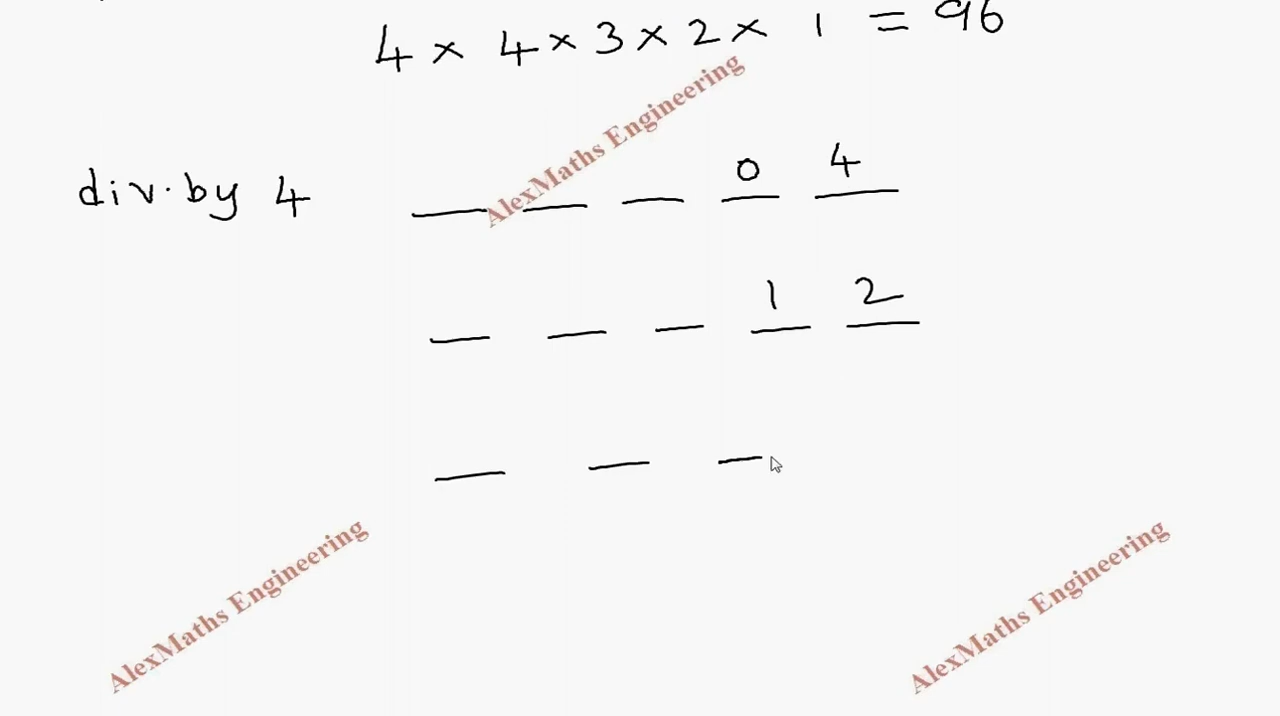 4 × 4 × 3 × 2 × 1 = 96
AlexMaths Engineering
div. by 4 _ _ _ 0 4
_ _ _ 1 2
_ _ _
AlexMaths Engineering
AlexMaths Engineering